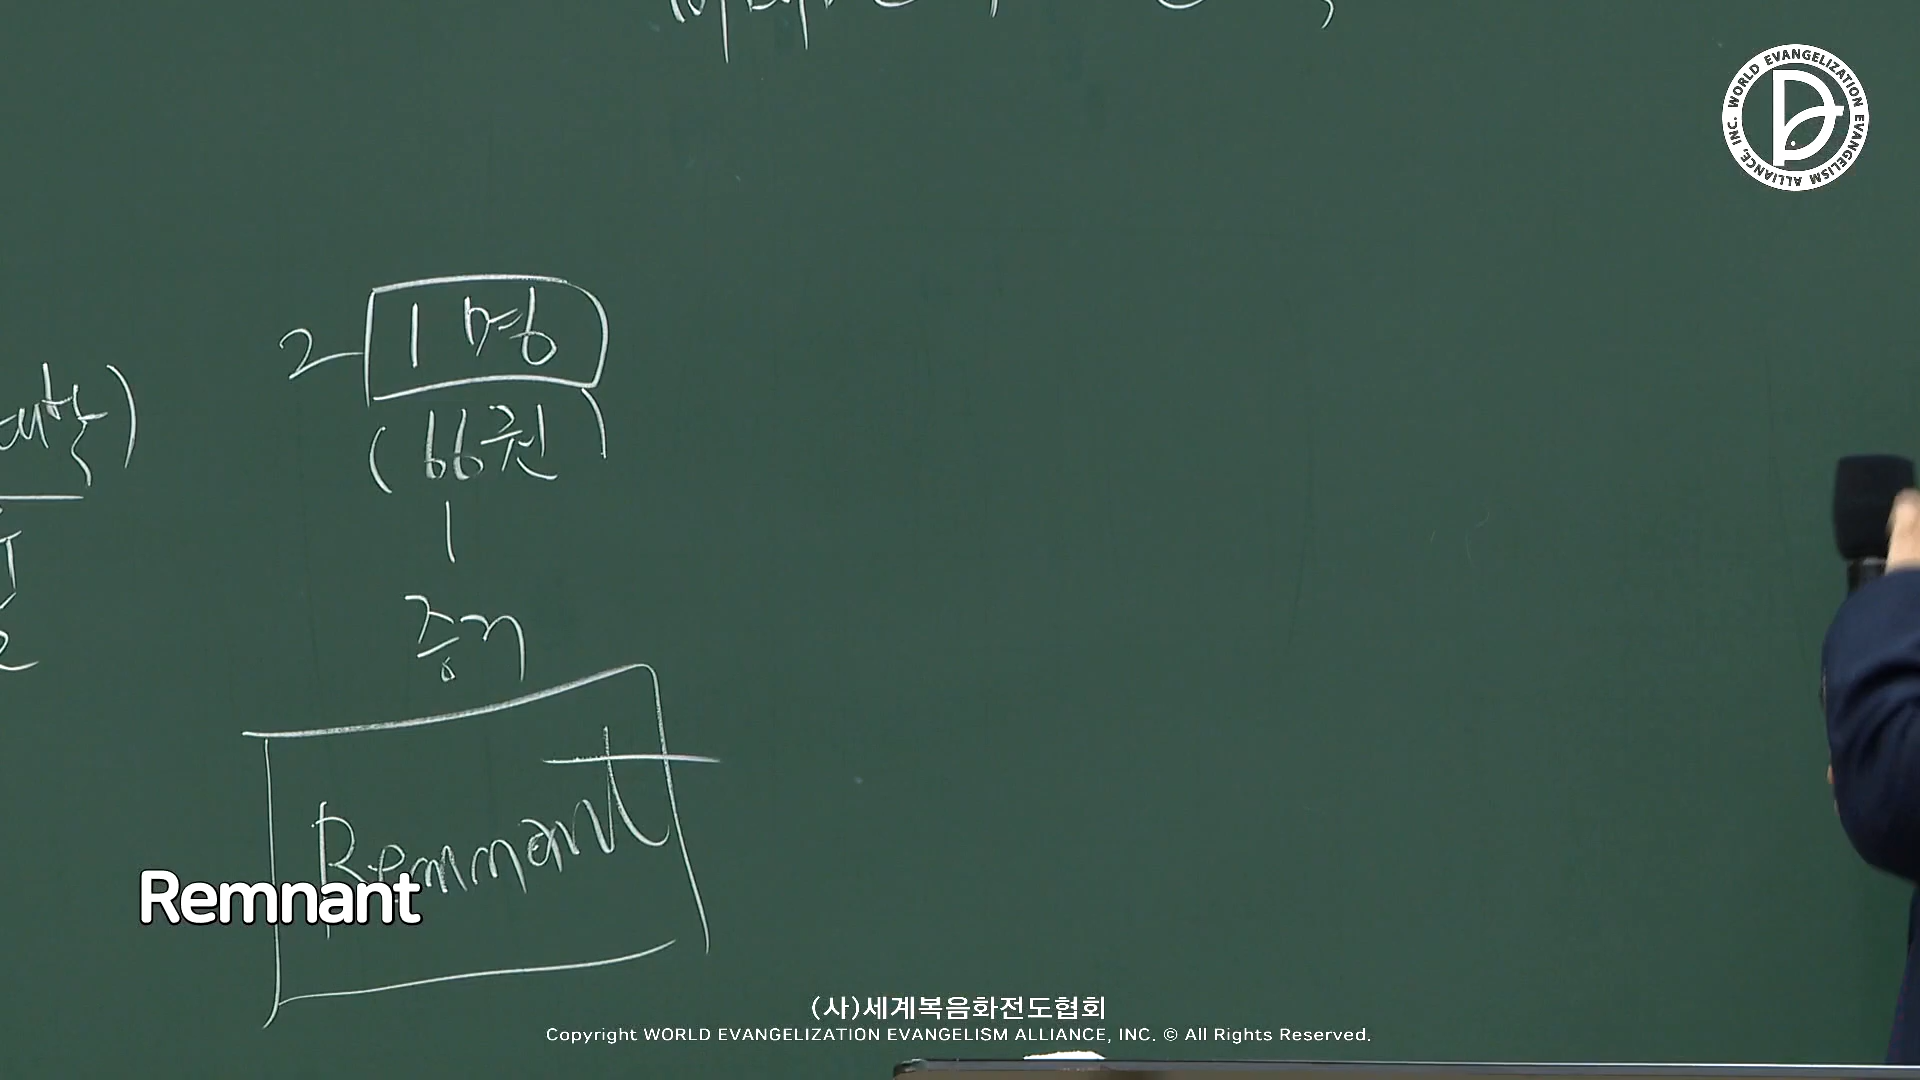 WORLD EVANGELIZATION EVANGELISM ALLIANCE, INC.
2 1명
(66권)
증거
Remnant
Remnant
(사)세계복음화전도협회
Copyright WORLD EVANGELIZATION EVANGELISM ALLIANCE, INC. © All Rights Reserved.